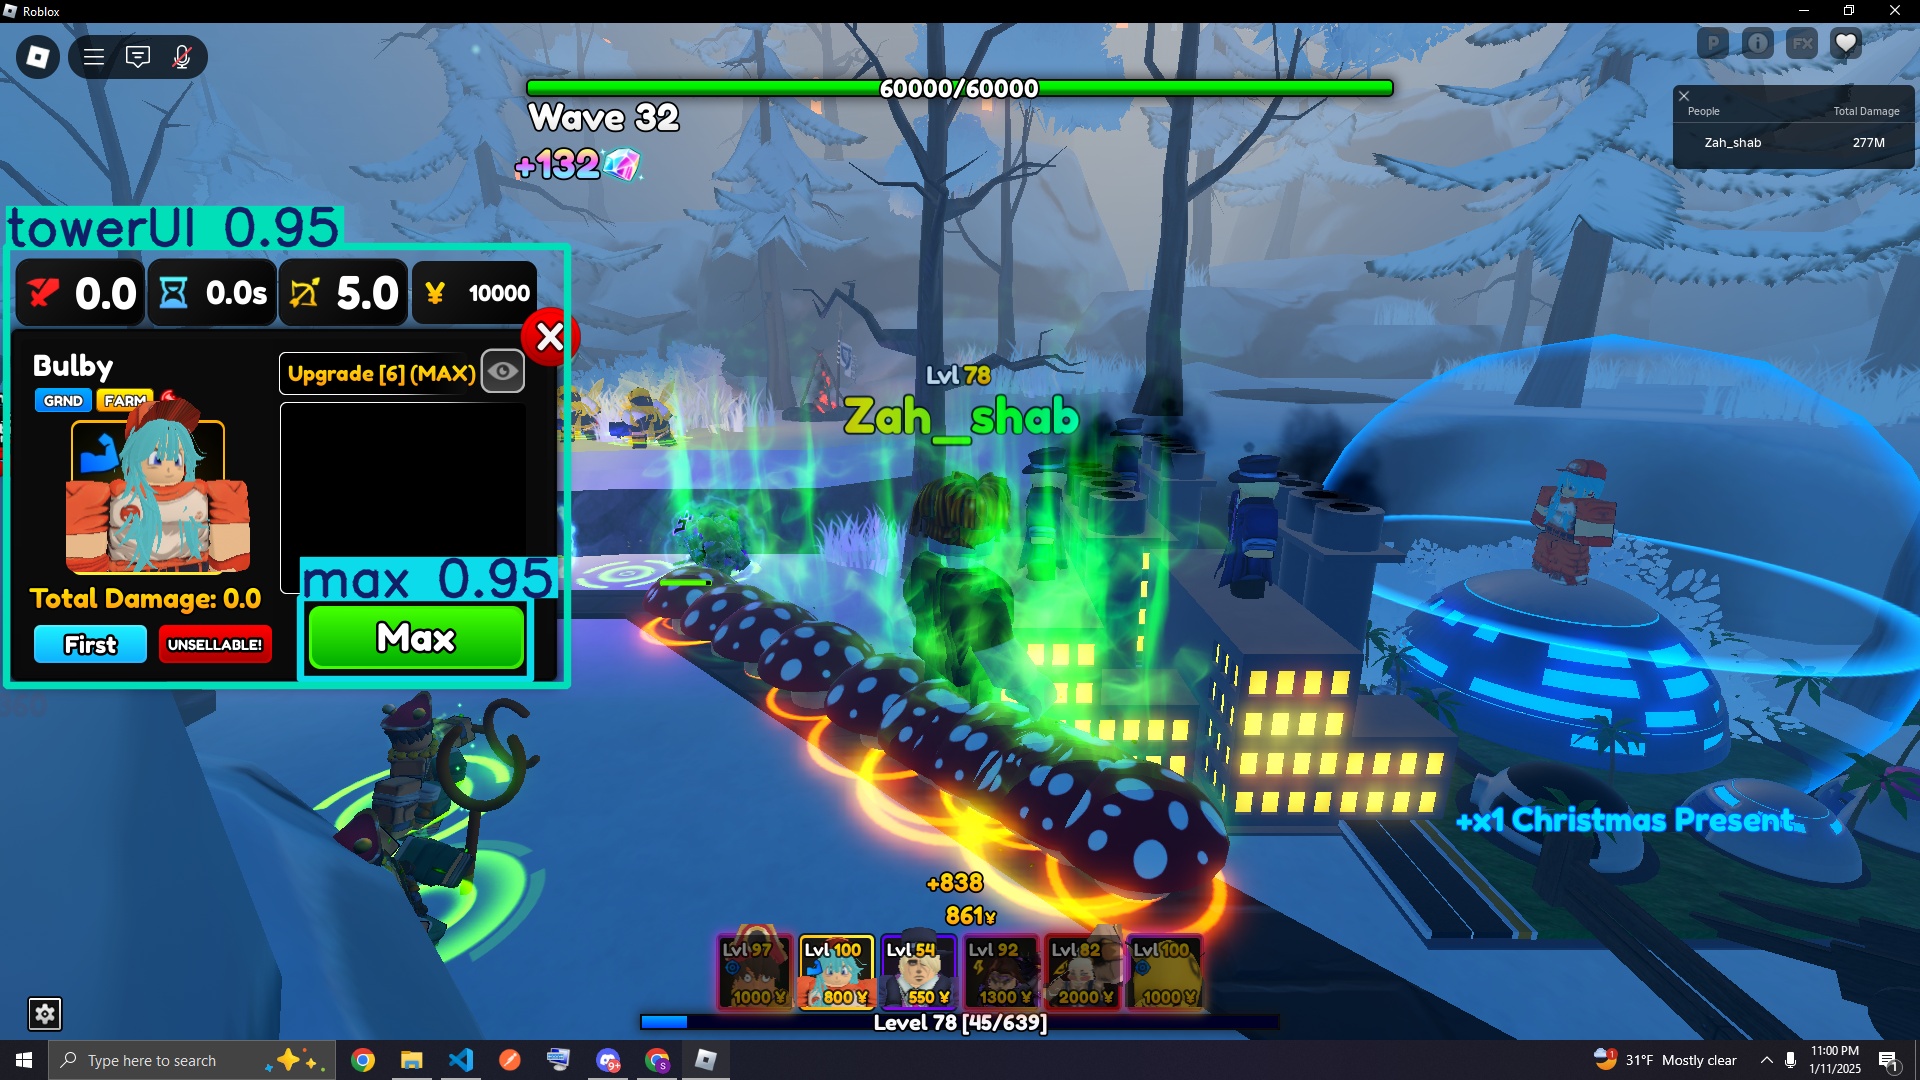 Roblox
60000/60000
Wave 32
+132
People Total Damage
Zah_shab 277M
towerUI 0.95
0.0 0.0s 5.0 ¥ 10000
X
Bulby
Upgrade [6] (MAX)
GRND FARM
Lvl 78
Zah_shab
max 0.95
Total Damage: 0.0
First UNSELLABLE! Max
+x1 Christmas Present
+838
861¥
Lvl 97 Lvl 100 Lvl 54 Lvl 92 Lvl 82 Lvl 100
1000 ¥ 800 ¥ 550 ¥ 1300 ¥ 2000 ¥ 1000 ¥
Level 78 [45/639]
Type here to search
31°F Mostly clear
11:00 PM
1/11/2025